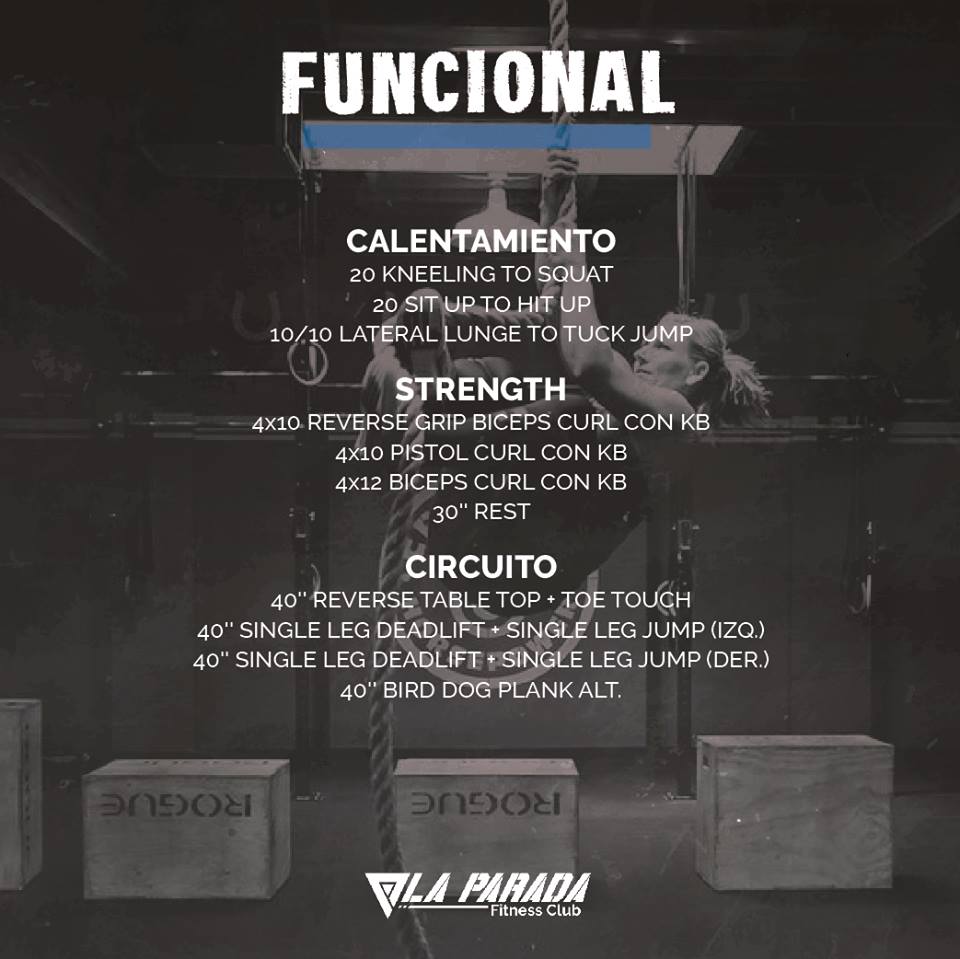 FUNCIONAL
CALENTAMIENTO
20 KNEELING TO SQUAT
20 SIT UP TO HIT UP
10/10 LATERAL LUNGE TO TUCK JUMP
STRENGTH
4x10 REVERSE GRIP BICEPS CURL CON KB
4x10 PISTOL CURL CON KB
4x12 BICEPS CURL CON KB
30'' REST
CIRCUITO
40'' REVERSE TABLE TOP + TOE TOUCH
40'' SINGLE LEG DEADLIFT + SINGLE LEG JUMP (IZQ.)
40'' SINGLE LEG DEADLIFT + SINGLE LEG JUMP (DER.)
40'' BIRD DOG PLANK ALT.
ROGUE
ROGUE
LA PARADA
Fitness Club